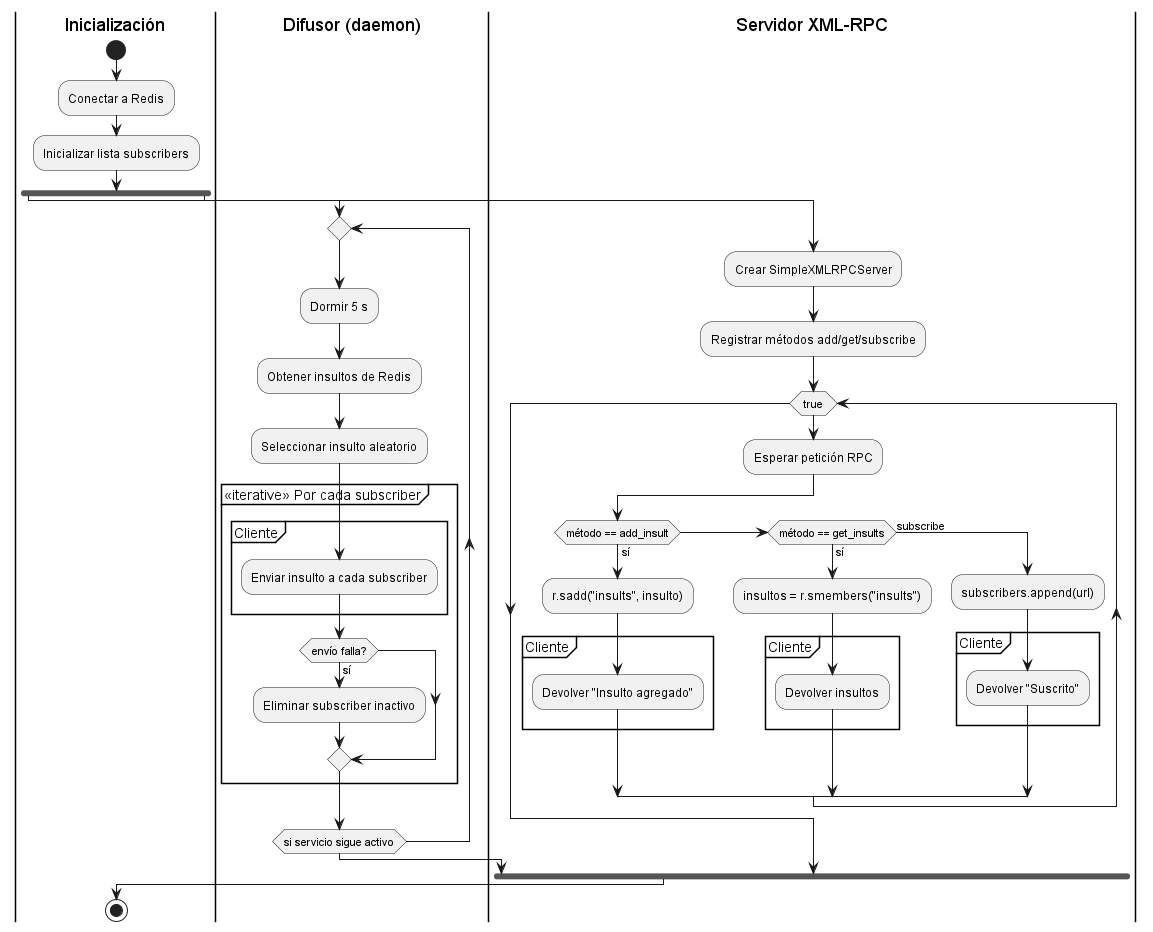 Inicialización
Difusor (daemon)
Servidor XML-RPC
Conectar a Redis
Inicializar lista subscribers
Dormir 5 s
Obtener insultos de Redis
Seleccionar insulto aleatorio
«iterative» Por cada subscriber
Cliente
Enviar insulto a cada subscriber
envío falla?
sí
Eliminar subscriber inactivo
si servicio sigue activo
Crear SimpleXMLRPCServer
Registrar métodos add/get/subscribe
true
Esperar petición RPC
método == add_insult
sí
r.sadd("insults", insulto)
Cliente
Devolver "Insulto agregado"
método == get_insults
sí
insultos = r.smembers("insults")
Cliente
Devolver insultos
subscribe
subscribers.append(url)
Cliente
Devolver "Suscrito"